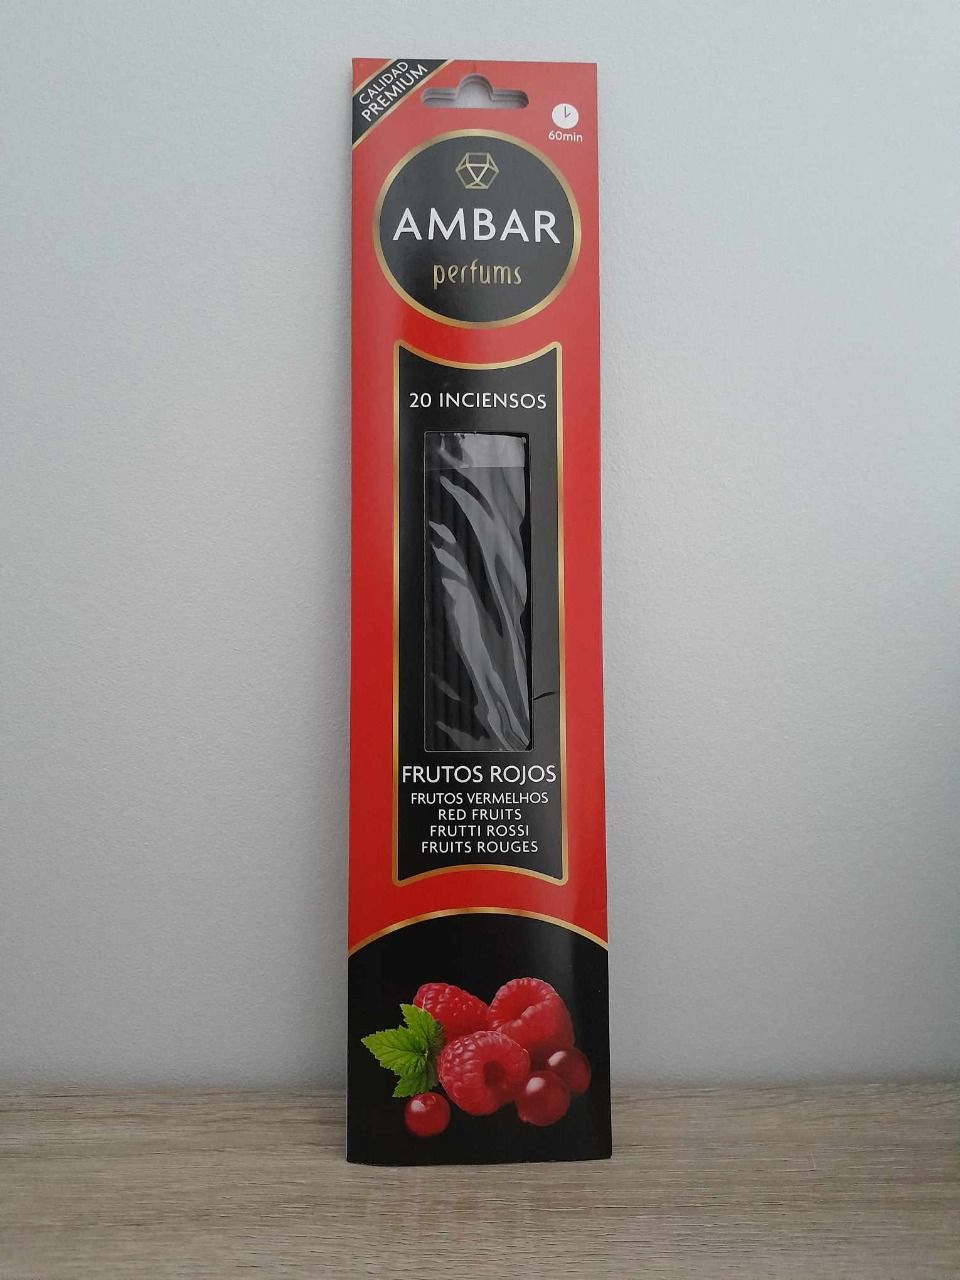 CALIDAD
PREMIUM
60min
AMBAR
perfums
20 INCIENSOS
FRUTOS ROJOS
FRUTOS VERMELHOS
RED FRUITS
FRUTTI ROSSI
FRUITS ROUGES